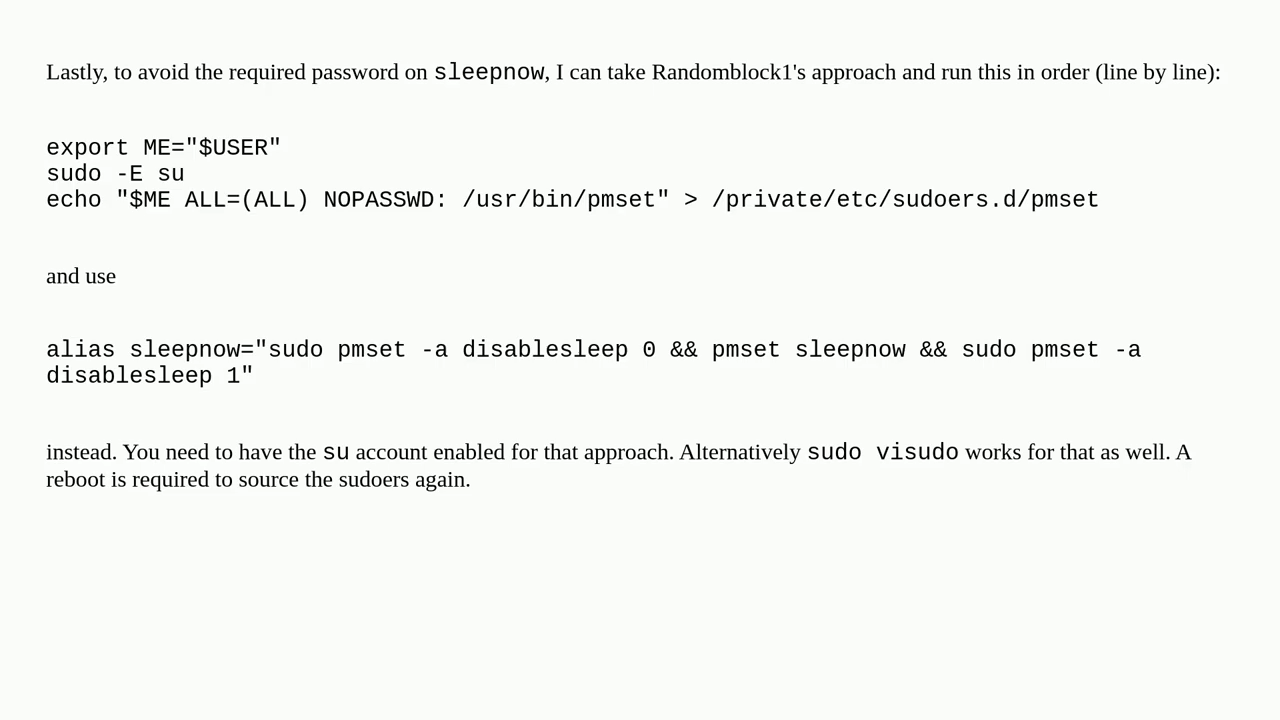 Lastly, to avoid the required password on sleepnow, I can take Randomblock1's approach and run this in order (line by line):
export ME="$USER"
sudo -E su
echo "$ME ALL=(ALL) NOPASSWD: /usr/bin/pmset" > /private/etc/sudoers.d/pmset
and use
alias sleepnow="sudo pmset -a disablesleep 0 && pmset sleepnow && sudo pmset -a
disablesleep 1"
instead. You need to have the su account enabled for that approach. Alternatively sudo visudo works for that as well. A
reboot is required to source the sudoers again.